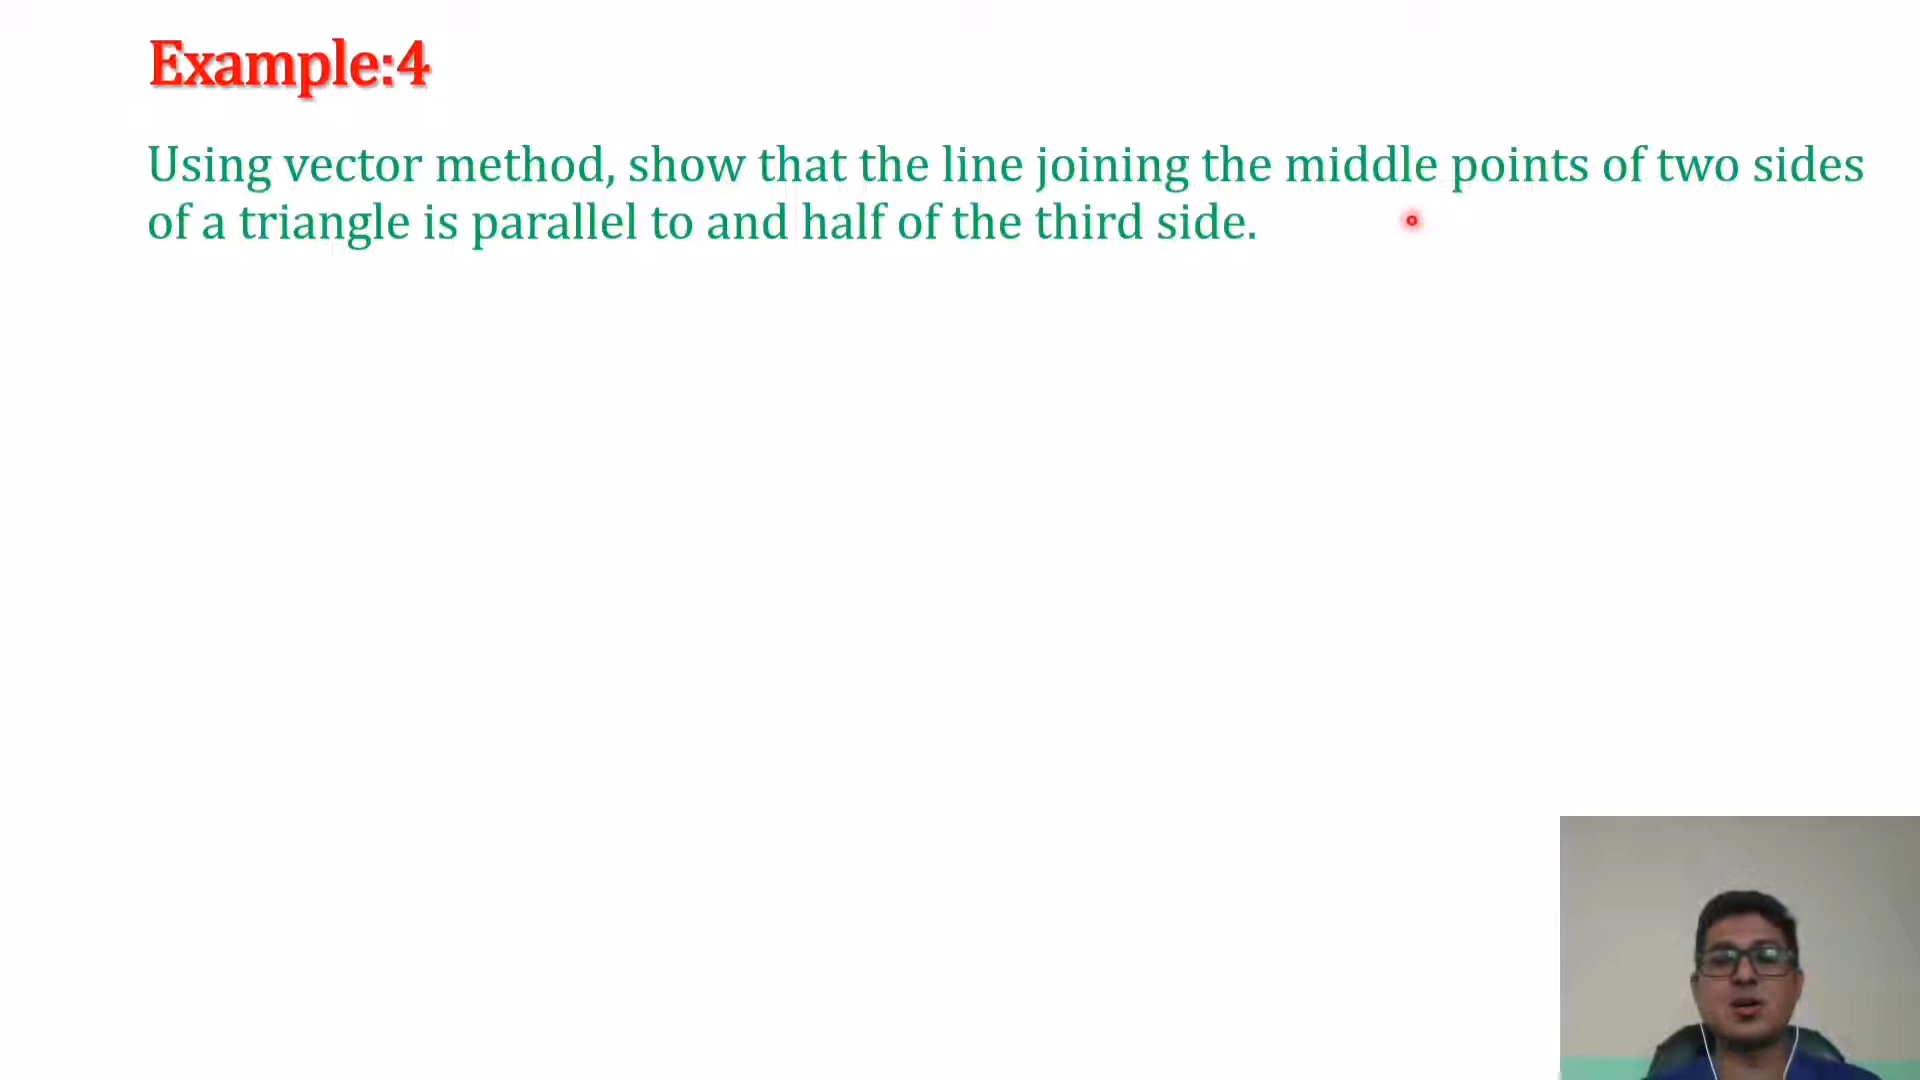 Example:4
Using vector method, show that the line joining the middle points of two sides
of a triangle is parallel to and half of the third side.